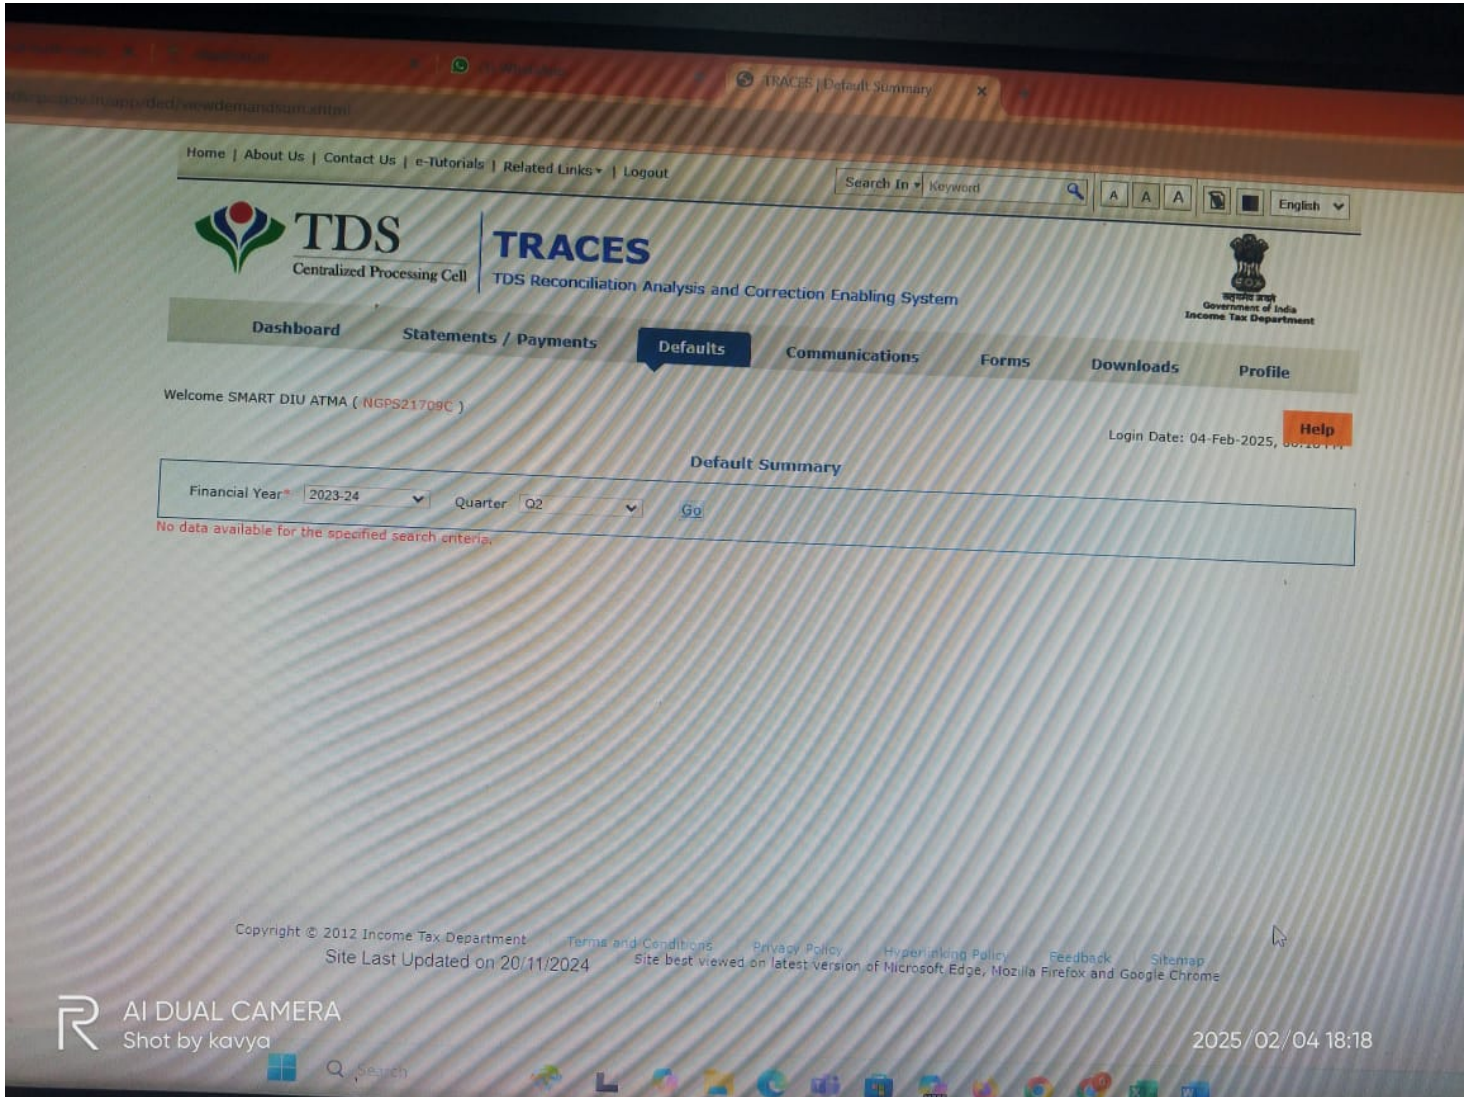 TRACES | Default Summary
viewdemandsum.xhtml
Home | About Us | Contact Us | e-Tutorials | Related Links | Logout
Search In Keyword
A A A
English
TDS
Centralized Processing Cell
TRACES
TDS Reconciliation Analysis and Correction Enabling System
सत्यमेव जयते
Government of India
Income Tax Department
Dashboard Statements / Payments Defaults Communications Forms Downloads Profile
Welcome SMART DIU ATMA ( NGPS21709C )
Help
Login Date: 04-Feb-2025,
Default Summary
Financial Year* 2023-24 Quarter Q2 Go
No data available for the specified search criteria.
Copyright © 2012 Income Tax Department Terms and Conditions Privacy Policy Hyperlinking Policy Feedback Sitemap
Site Last Updated on 20/11/2024 Site best viewed on latest version of Microsoft Edge, Mozilla Firefox and Google Chrome
R AI DUAL CAMERA
Shot by kavya
2025/02/04 18:18
Search